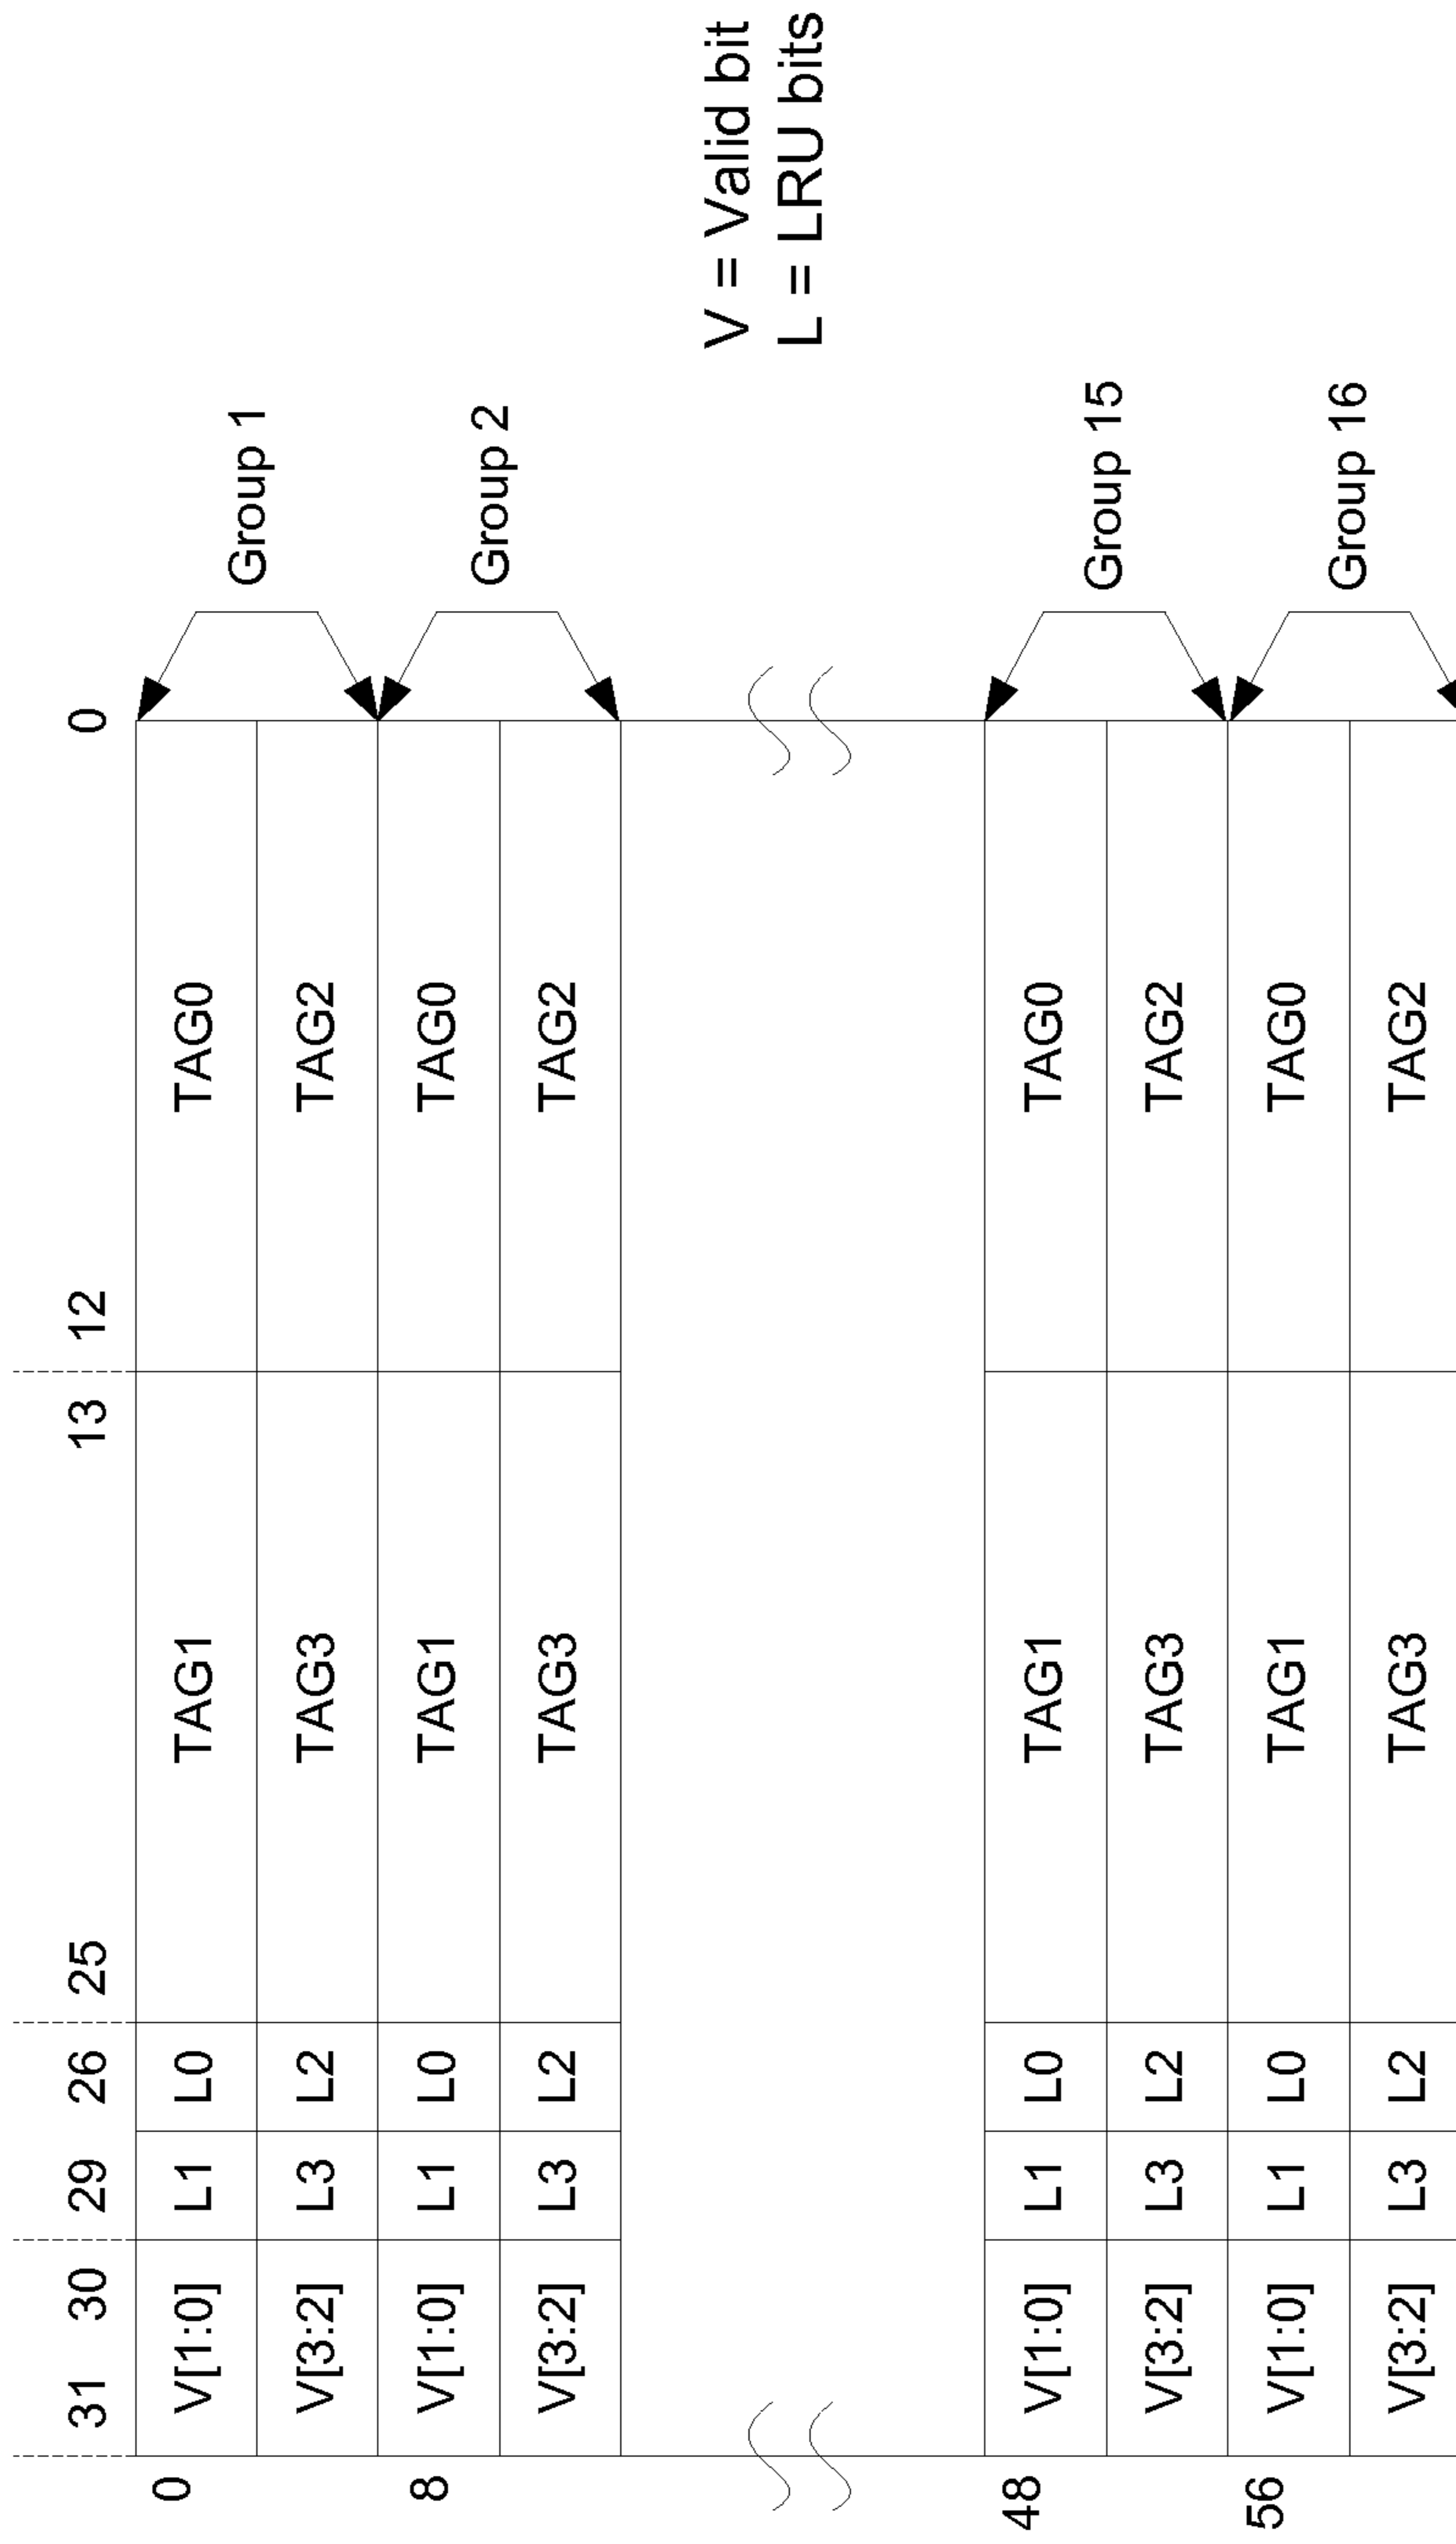 31 30 29 26 25 13 12 0
0 V[1:0] L1 L0 TAG1 TAG0
V[3:2] L3 L2 TAG3 TAG2
Group 1
8 V[1:0] L1 L0 TAG1 TAG0
V[3:2] L3 L2 TAG3 TAG2
Group 2
V = Valid bit
L = LRU bits
48 V[1:0] L1 L0 TAG1 TAG0
V[3:2] L3 L2 TAG3 TAG2
Group 15
56 V[1:0] L1 L0 TAG1 TAG0
V[3:2] L3 L2 TAG3 TAG2
Group 16